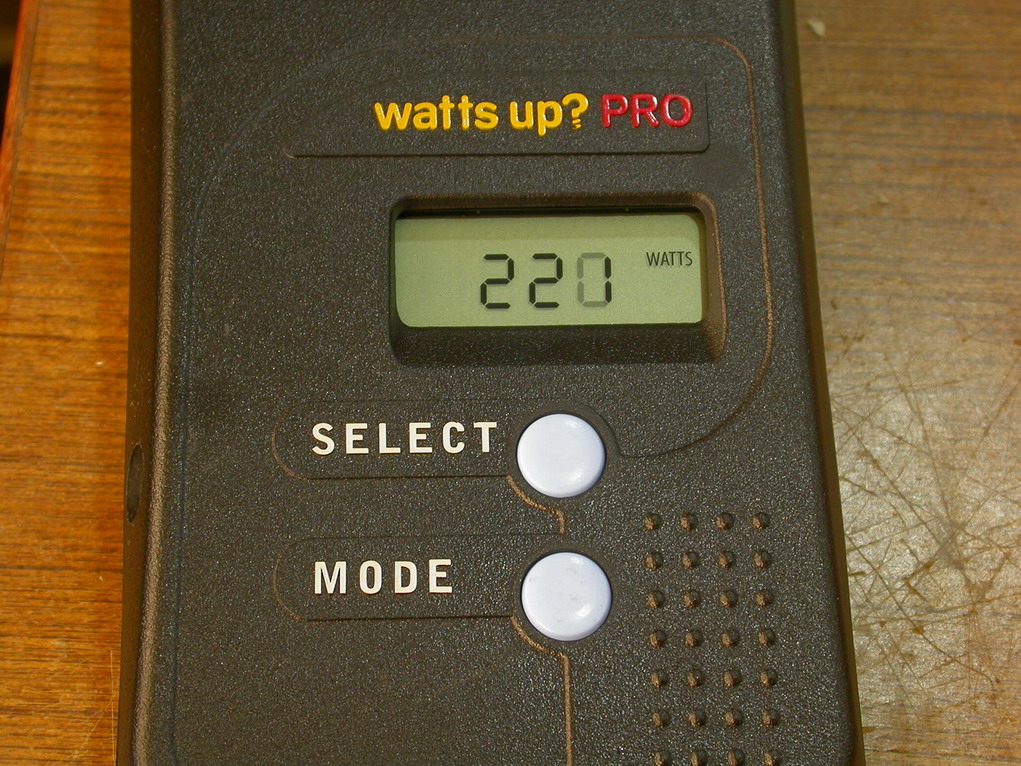 watts up? PRO
220 WATTS
SELECT
MODE